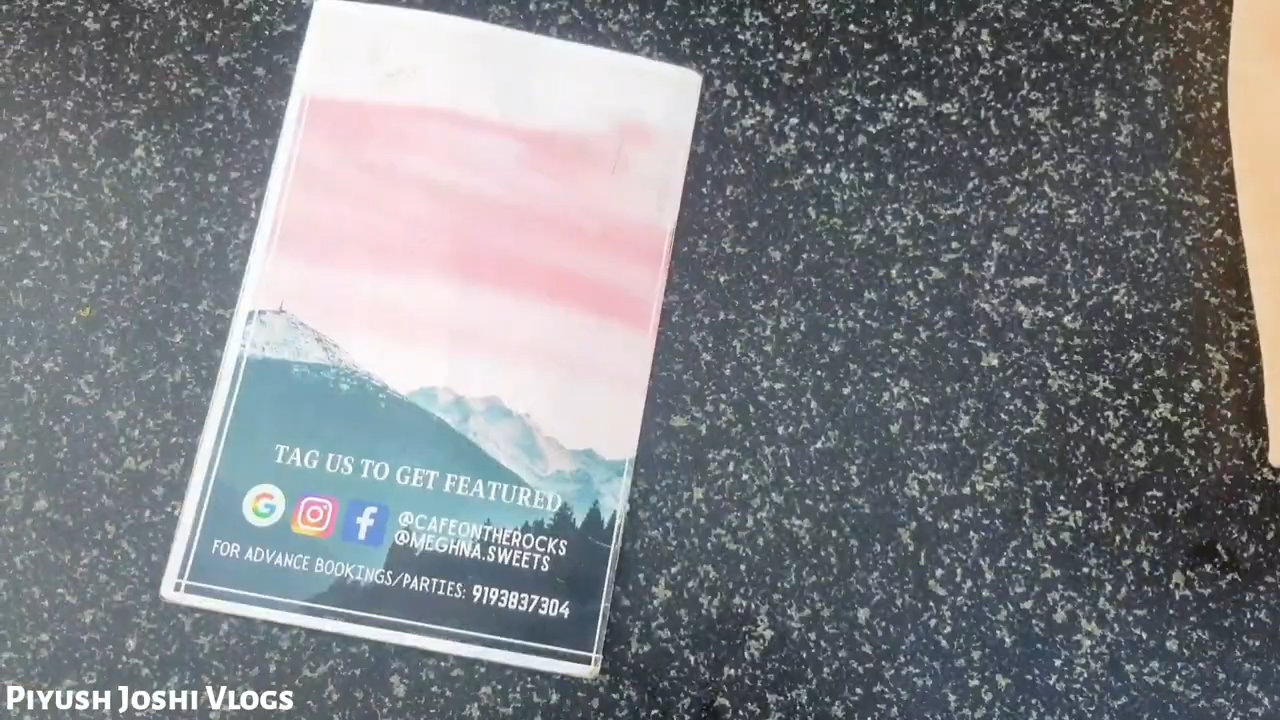 TAG US TO GET FEATURED
@CAFEONTHEROCKS
@MEGHNA.SWEETS
FOR ADVANCE BOOKINGS/PARTIES: 9193837304
PIYUSH JOSHI VLOGS